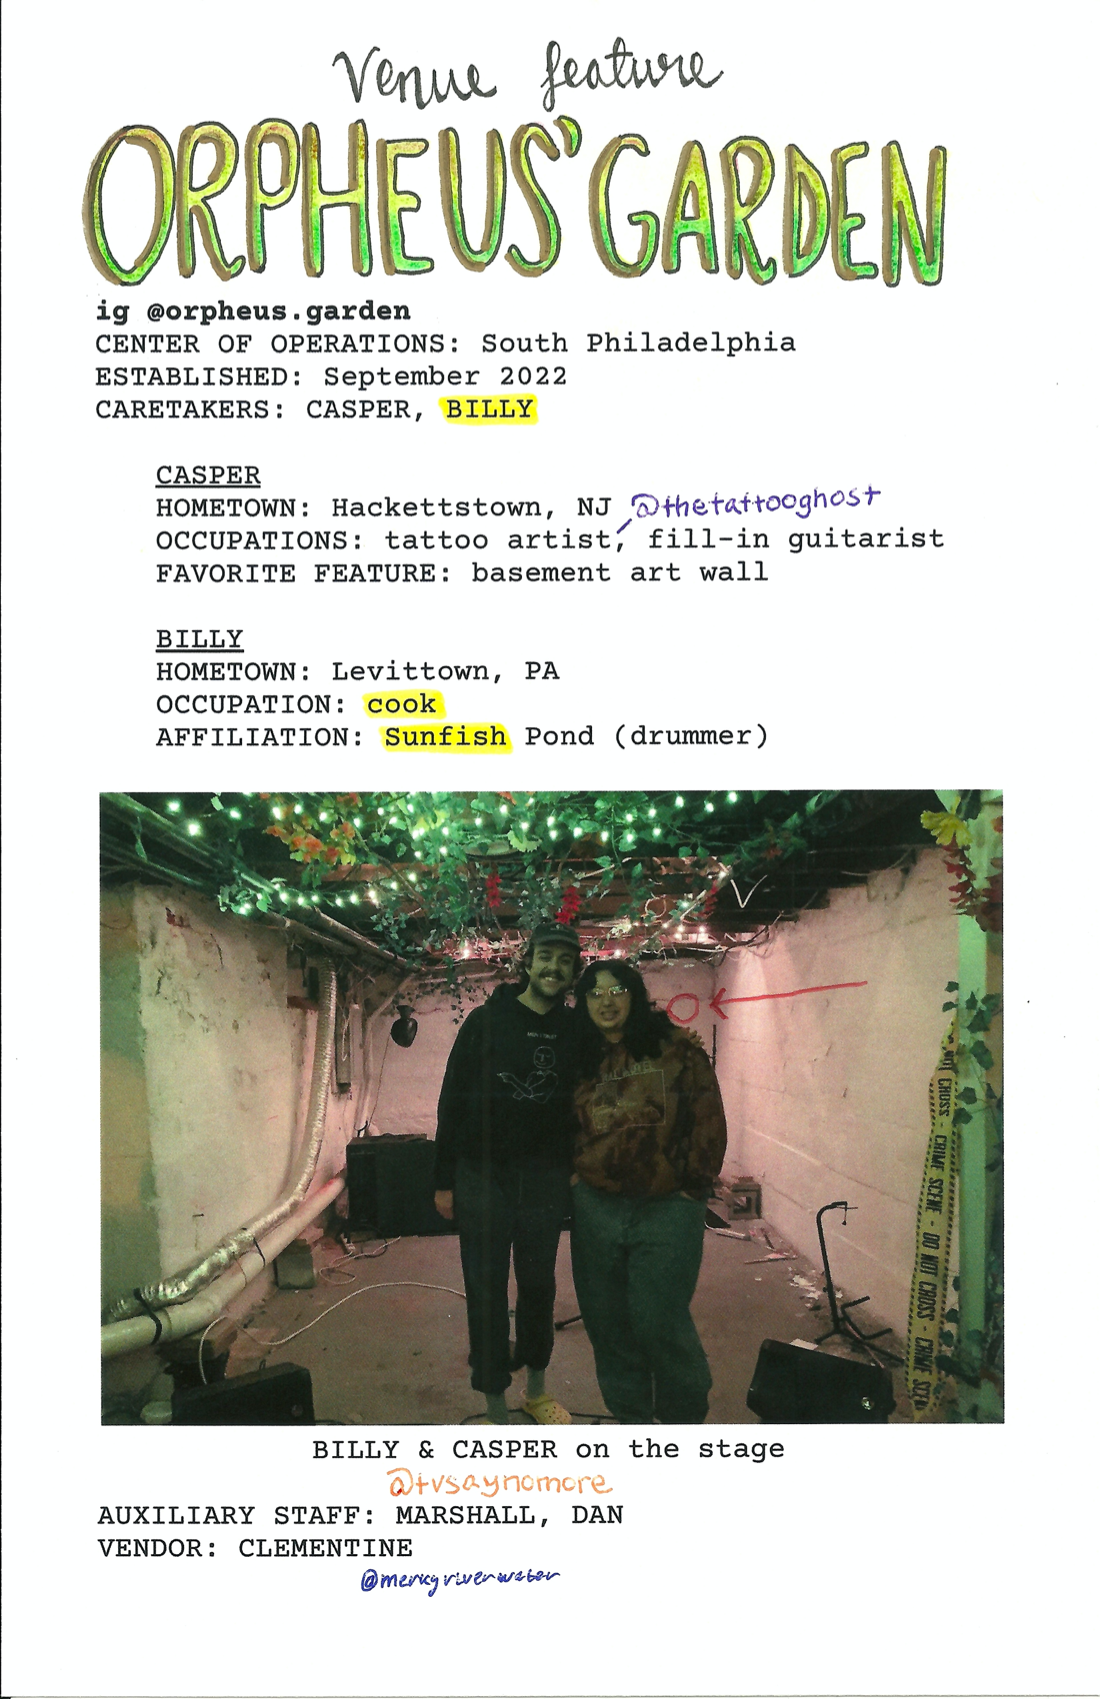 Venue feature
ORPHEUS' GARDEN
ig @orpheus.garden
CENTER OF OPERATIONS: South Philadelphia
ESTABLISHED: September 2022
CARETAKERS: CASPER, BILLY
CASPER
HOMETOWN: Hackettstown, NJ @thetattooghost
OCCUPATIONS: tattoo artist, fill-in guitarist
FAVORITE FEATURE: basement art wall
BILLY
HOMETOWN: Levittown, PA
OCCUPATION: cook
AFFILIATION: Sunfish Pond (drummer)
NOT CROSS - CRIME SCENE - DO NOT CROSS - CRIME SCEN
BILLY & CASPER on the stage
@tvsaynomore
AUXILIARY STAFF: MARSHALL, DAN
VENDOR: CLEMENTINE
@merkyriverwater